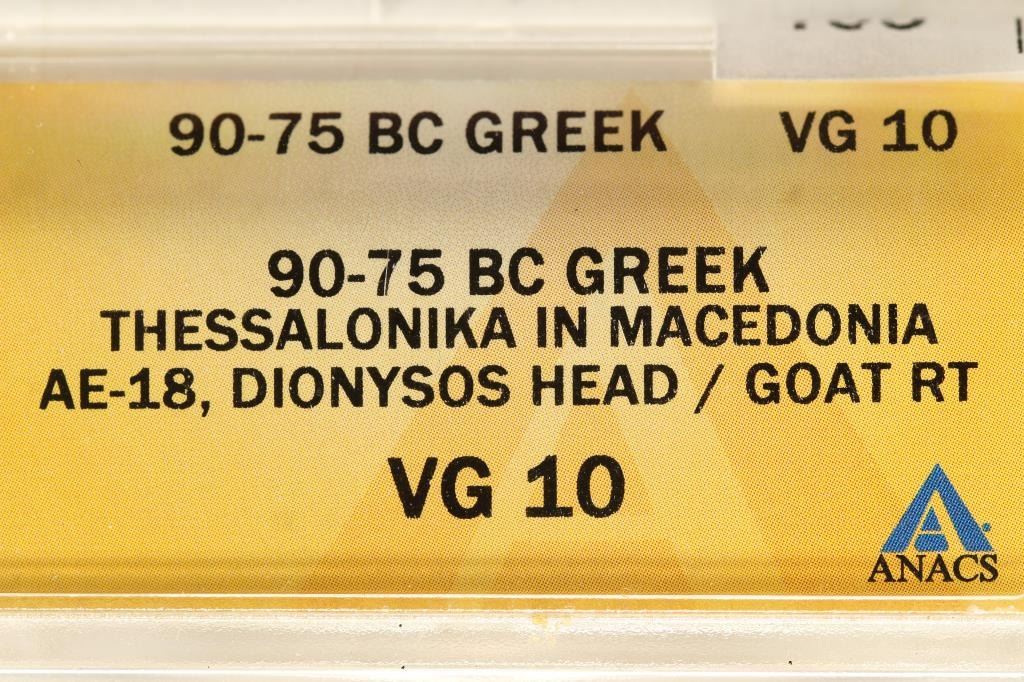 90-75 BC GREEK VG 10
90-75 BC GREEK
THESSALONIKA IN MACEDONIA
AE-18, DIONYSOS HEAD / GOAT RT
VG 10
ANACS